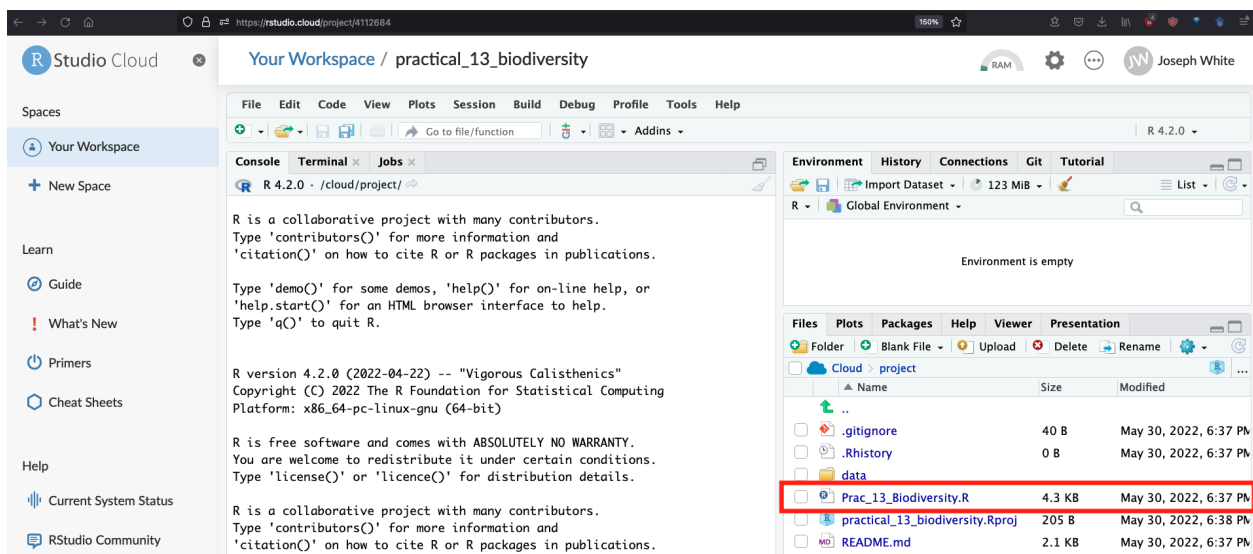 https://rstudio.cloud/project/4112684
150%
R Studio Cloud
Your Workspace / practical_13_biodiversity
RAM
JW Joseph White
Spaces
Your Workspace
New Space
Learn
Guide
What's New
Primers
Cheat Sheets
Help
Current System Status
RStudio Community
File Edit Code View Plots Session Build Debug Profile Tools Help
Go to file/function
Addins
R 4.2.0
Console Terminal Jobs
R 4.2.0 · /cloud/project/
R is a collaborative project with many contributors.
Type 'contributors()' for more information and
'citation()' on how to cite R or R packages in publications.
Type 'demo()' for some demos, 'help()' for on-line help, or
'help.start()' for an HTML browser interface to help.
Type 'q()' to quit R.
R version 4.2.0 (2022-04-22) -- "Vigorous Calisthenics"
Copyright (C) 2022 The R Foundation for Statistical Computing
Platform: x86_64-pc-linux-gnu (64-bit)
R is free software and comes with ABSOLUTELY NO WARRANTY.
You are welcome to redistribute it under certain conditions.
Type 'license()' or 'licence()' for distribution details.
R is a collaborative project with many contributors.
Type 'contributors()' for more information and
'citation()' on how to cite R or R packages in publications.
Environment History Connections Git Tutorial
Import Dataset 123 MiB List
R Global Environment
Environment is empty
Files Plots Packages Help Viewer Presentation
Folder Blank File Upload Delete Rename
Cloud > project ...
Name Size Modified
..
.gitignore 40 B May 30, 2022, 6:37 PM
.Rhistory 0 B May 30, 2022, 6:37 PM
data
Prac_13_Biodiversity.R 4.3 KB May 30, 2022, 6:37 PM
practical_13_biodiversity.Rproj 205 B May 30, 2022, 6:38 PM
README.md 2.1 KB May 30, 2022, 6:37 PM